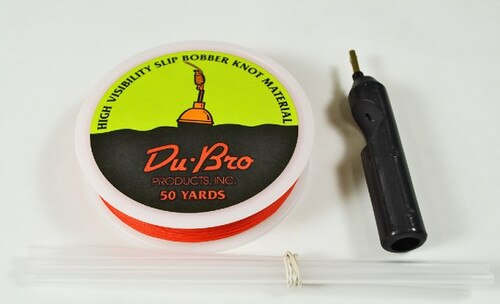 HIGH VISIBILITY SLIP BOBBER KNOT MATERIAL
Du-Bro
PRODUCTS, INC.
50 YARDS